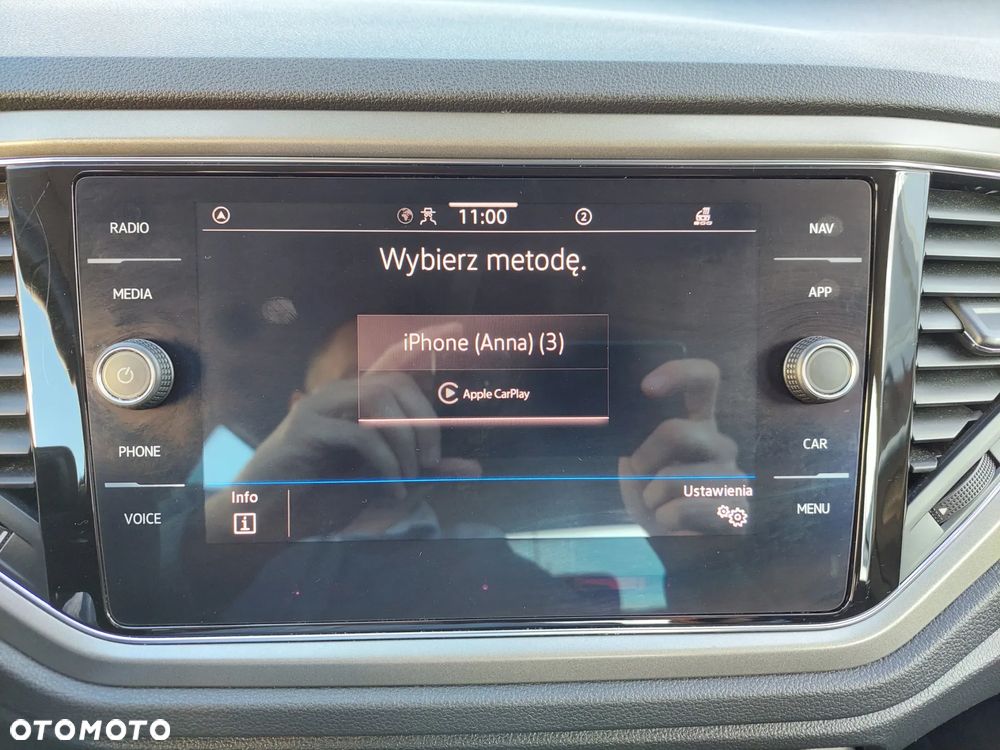 RADIO
MEDIA
PHONE
VOICE
11:00
2
Wybierz metodę.
iPhone (Anna) (3)
Apple CarPlay
Info
i
Ustawienia
NAV
APP
CAR
MENU
OTOMOTO